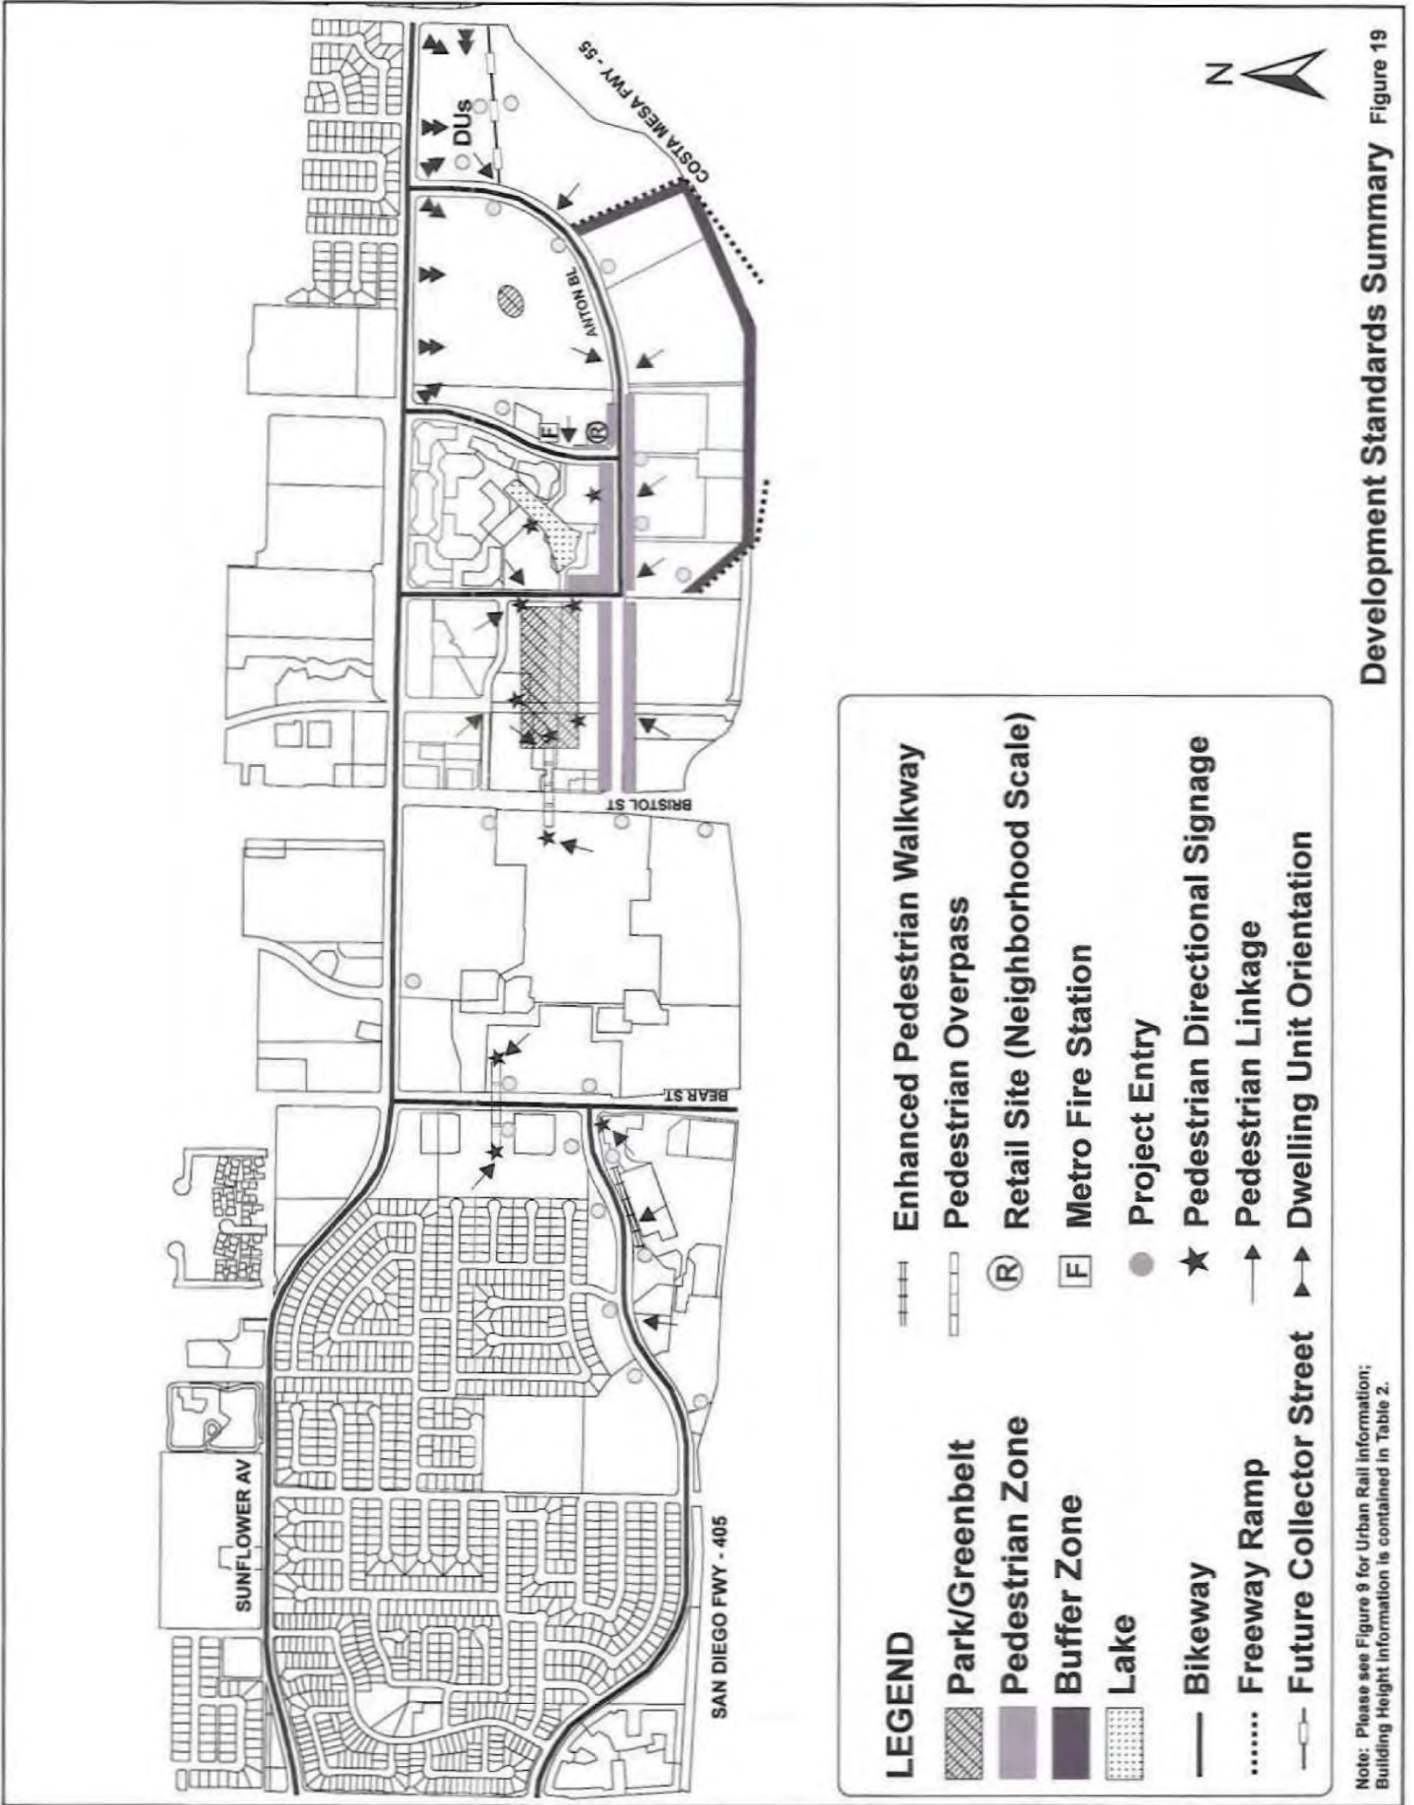 SUNFLOWER AV
SAN DIEGO FWY - 405
BEAR ST
BRISTOL ST
ANTON BL
F
R
DUs
COSTA MESA FWY - 55
N
LEGEND
Park/Greenbelt
Pedestrian Zone
Buffer Zone
Lake
Bikeway
Freeway Ramp
Future Collector Street
Enhanced Pedestrian Walkway
Pedestrian Overpass
R Retail Site (Neighborhood Scale)
F Metro Fire Station
Project Entry
Pedestrian Directional Signage
Pedestrian Linkage
Dwelling Unit Orientation
Note: Please see Figure 9 for Urban Rail information;
Building Height information is contained in Table 2.
Development Standards Summary Figure 19